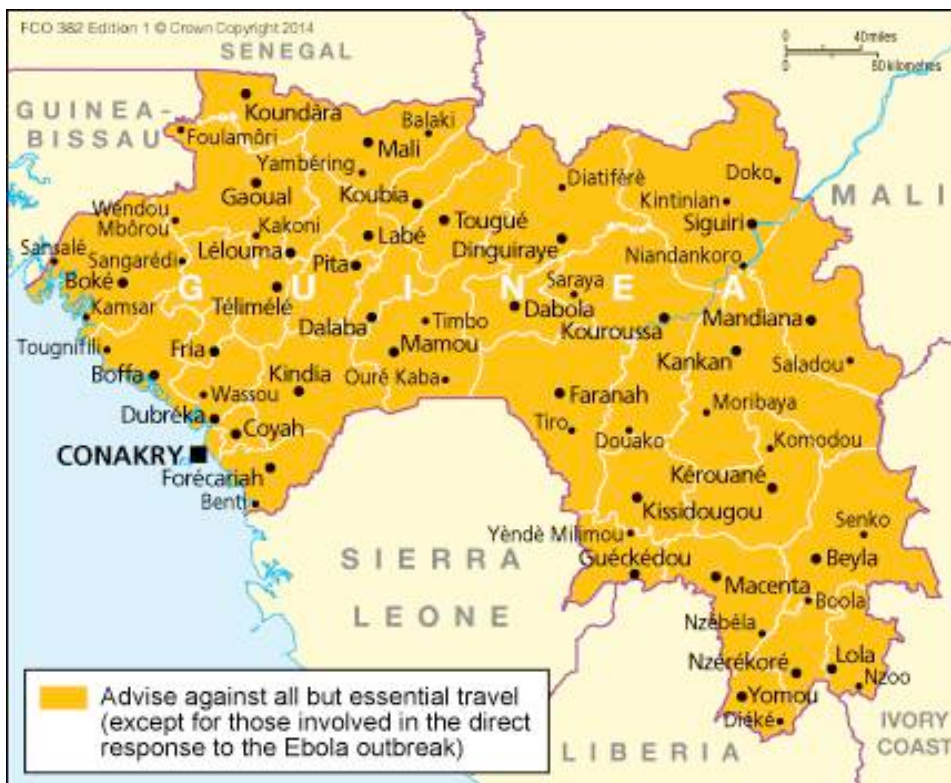 FCO 382 Edition 1 © Crown Copyright 2014
SENEGAL
40miles
0
0
80 kilometres
GUINEA-
BISSAU
Koundâra
Foulamôri
Balaki
Mali
Yambéring
Gaoual
Koubia
Diatiférè
Doko
Kintinian
MALI
Wéndou
Mbôrou
Kakoni
Tougué
Siguiri
Labé
Dinguiraye
Sansalé
Sangarédi
Lélouma
Pita
Niandankoro
Boké
GUINEA
Saraya
Télimélé
Dabola
Kamsar
Dalaba
Timbo
Kouroussa
Mandiana
Tougnifili
Fria
Mamou
Kankan
Saladou
Boffa
Kindia
Ouré Kaba
Wassou
Faranah
Moribaya
Dubréka
Coyah
Tiro
Douako
Komodou
CONAKRY
Forécariah
Kérouané
Benti
Kissidougou
Senko
Yèndè Milimou
SIERRA
LEONE
Guéckédou
Beyla
Macenta
Boola
Nzébéla
Nzérékoré
Lola
Nzoo
Yomou
Diéké
IVORY
COAST
LIBERIA
Advise against all but essential travel
(except for those involved in the direct
response to the Ebola outbreak)